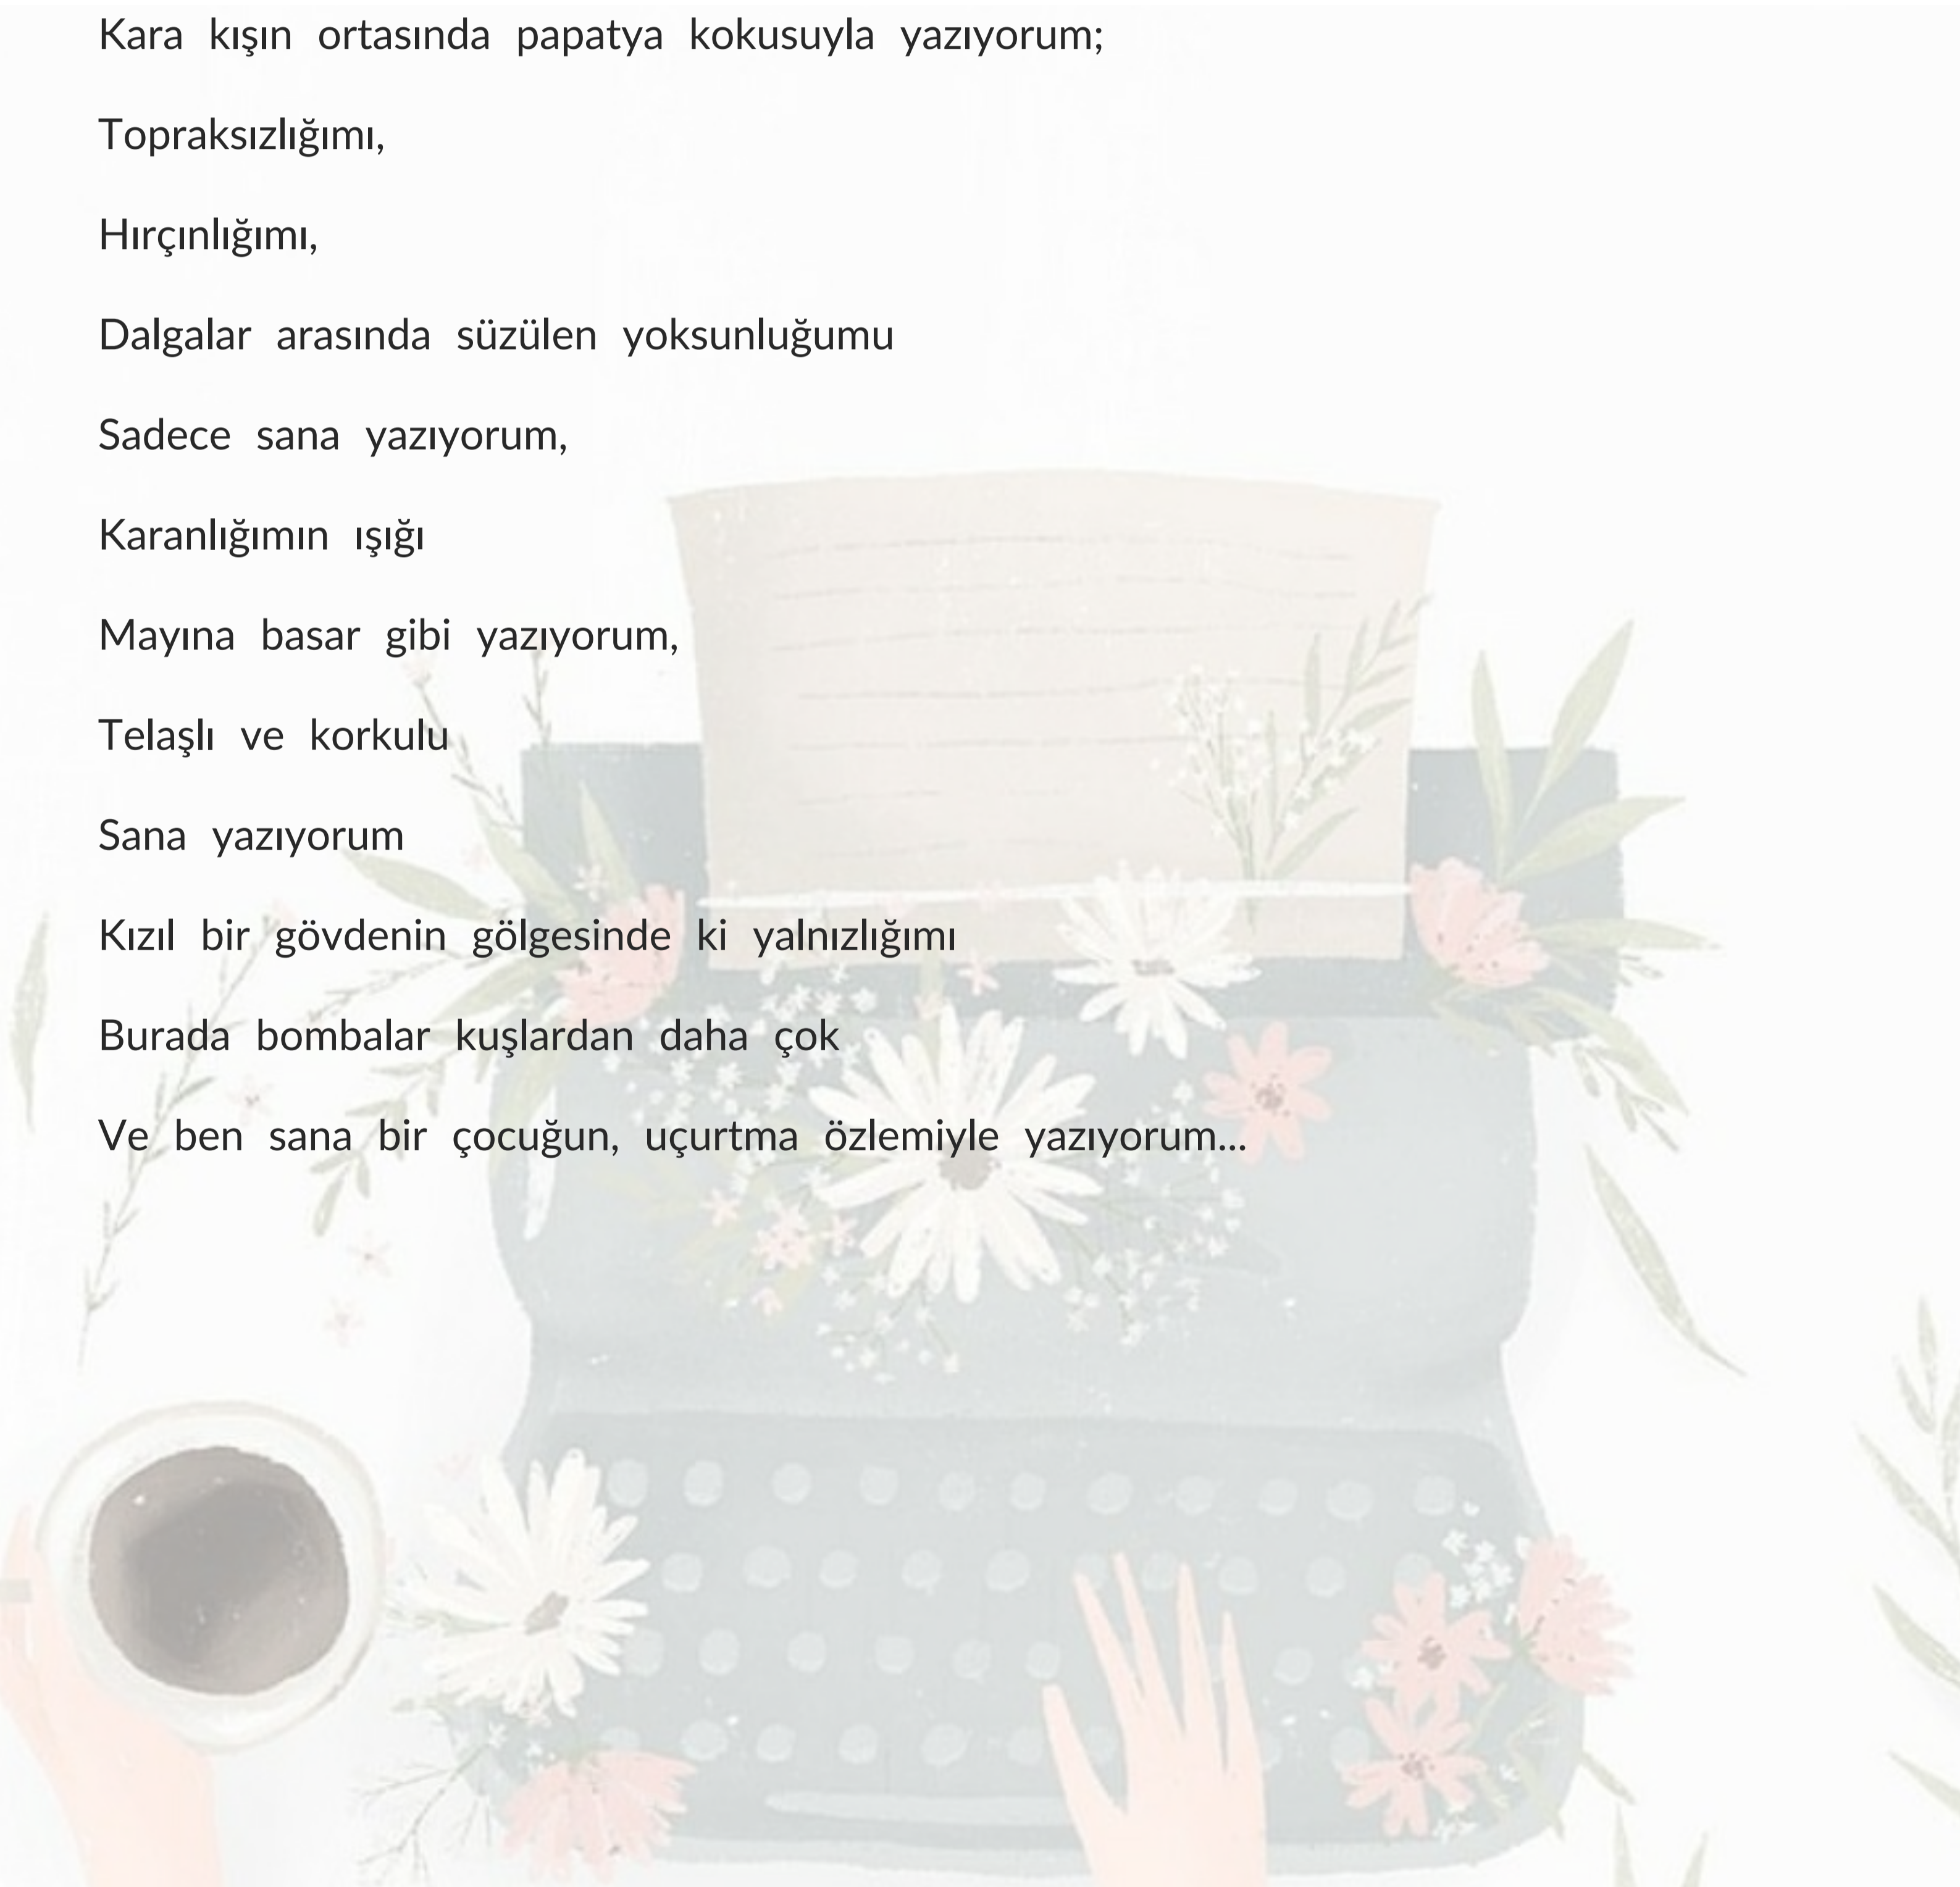 Kara kışın ortasında papatya kokusuyla yazıyorum;
Topraksızlığımı,
Hırçınlığımı,
Dalgalar arasında süzülen yoksunluğumu
Sadece sana yazıyorum,
Karanlığımın ışığı
Mayına basar gibi yazıyorum,
Telaşlı ve korkulu
Sana yazıyorum
Kızıl bir gövdenin gölgesinde ki yalnızlığımı
Burada bombalar kuşlardan daha çok
Ve ben sana bir çocuğun, uçurtma özlemiyle yazıyorum...